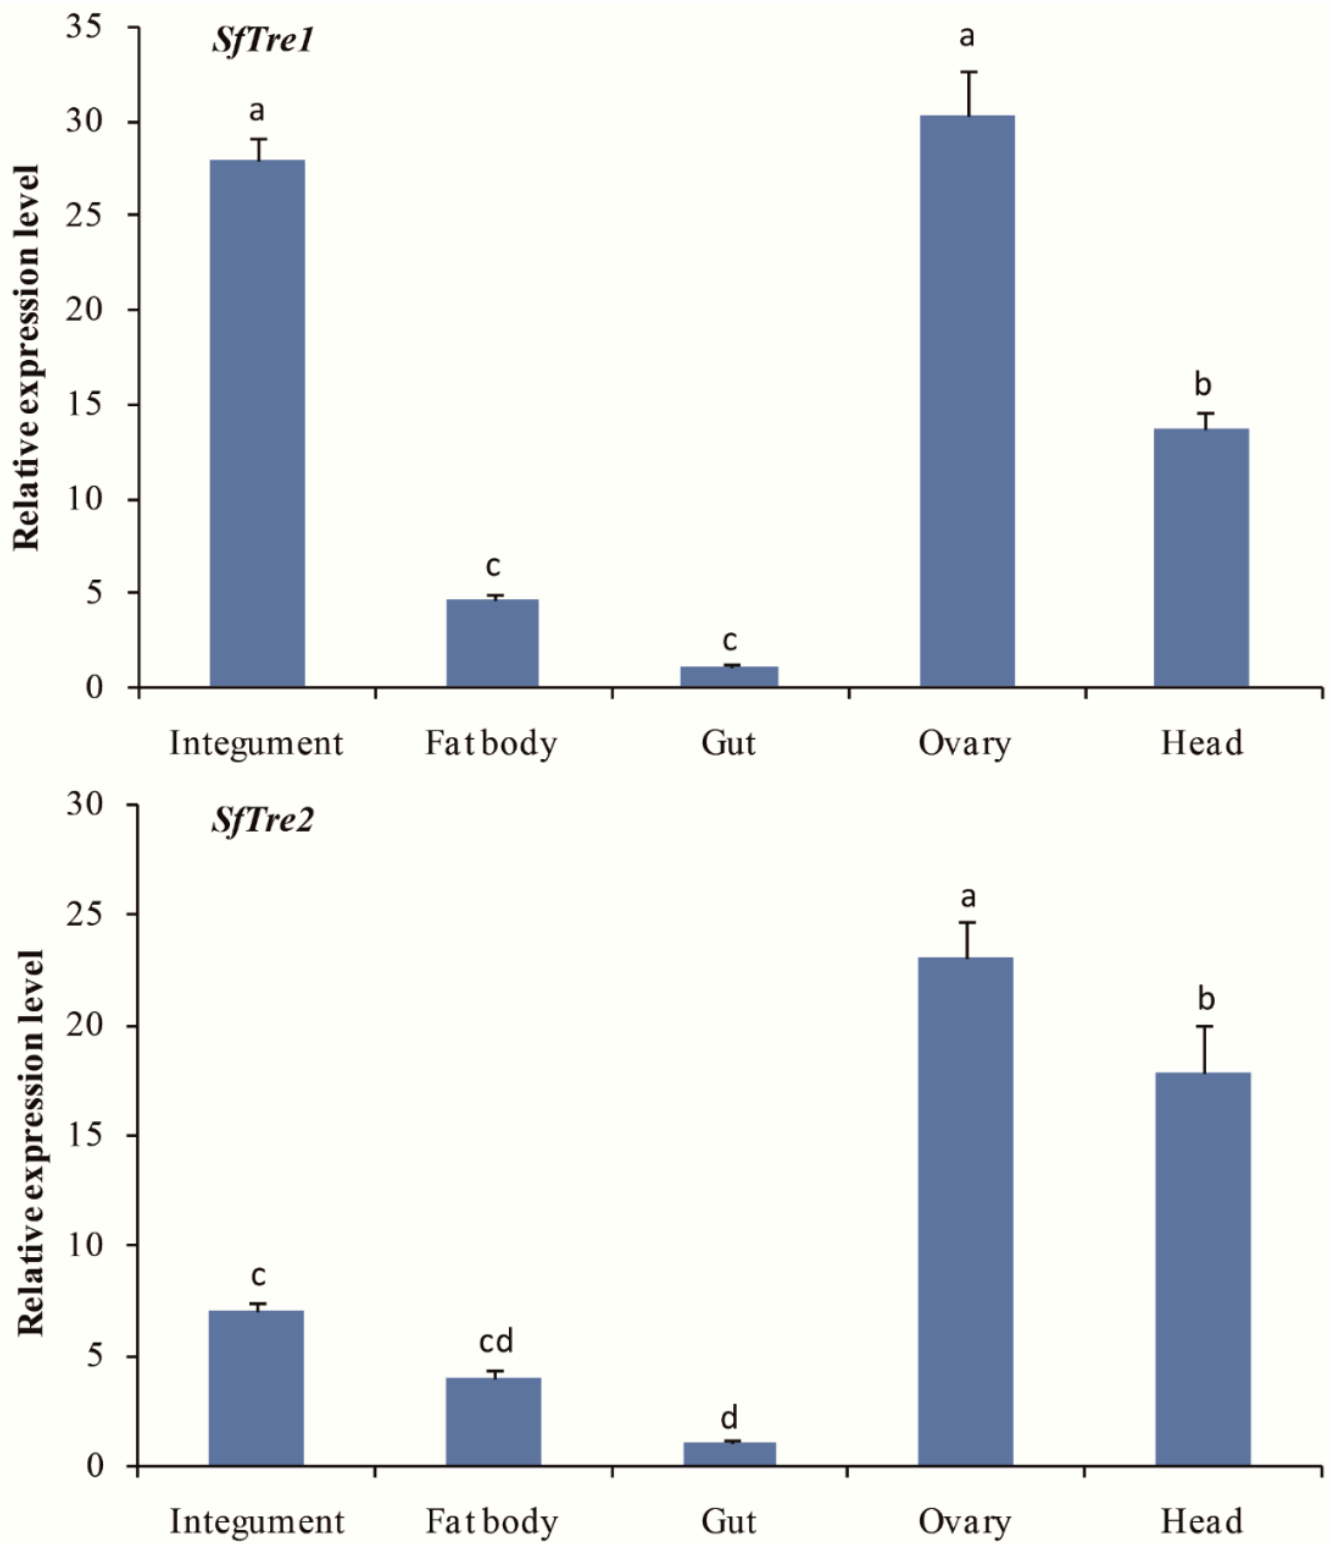 SfTre1
Relative expression level
35
30
25
20
15
10
5
0
a
c
c
a
b
Integument Fat body Gut Ovary Head
SfTre2
Relative expression level
30
25
20
15
10
5
0
c
cd
d
a
b
Integument Fat body Gut Ovary Head